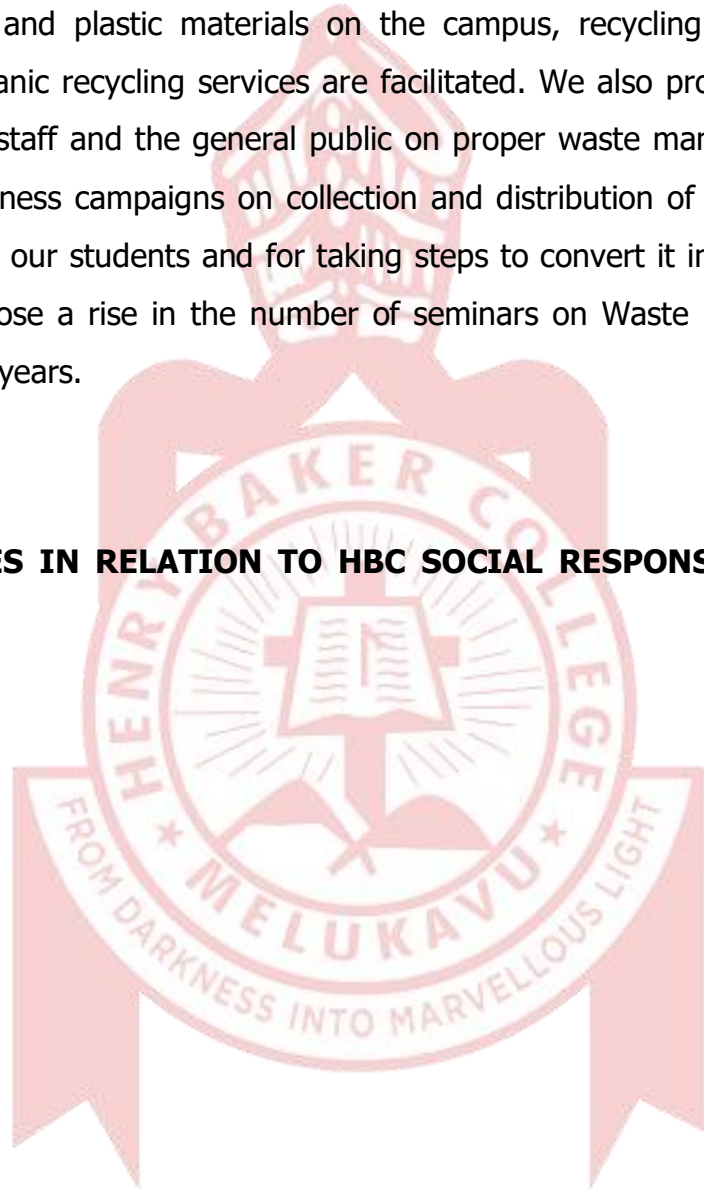 and plastic materials on the campus, recycling
anic recycling services are facilitated. We also pro
staff and the general public on proper waste mar
ness campaigns on collection and distribution of
our students and for taking steps to convert it in
ose a rise in the number of seminars on Waste
years.
ES IN RELATION TO HBC SOCIAL RESPONS
HENRY BAKER COLLEGE
★ MELUKAVU ★
FROM DARKNESS INTO MARVELLOUS LIGHT